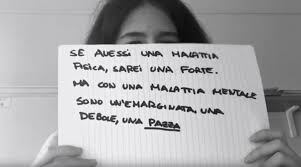 SE AVESSI UNA MALATTIA
FISICA, SAREI UNA FORTE.
MA CON UNA MALATTIA MENTALE
SONO UN'EMARGINATA, UNA
DEBOLE, UNA PAZZA